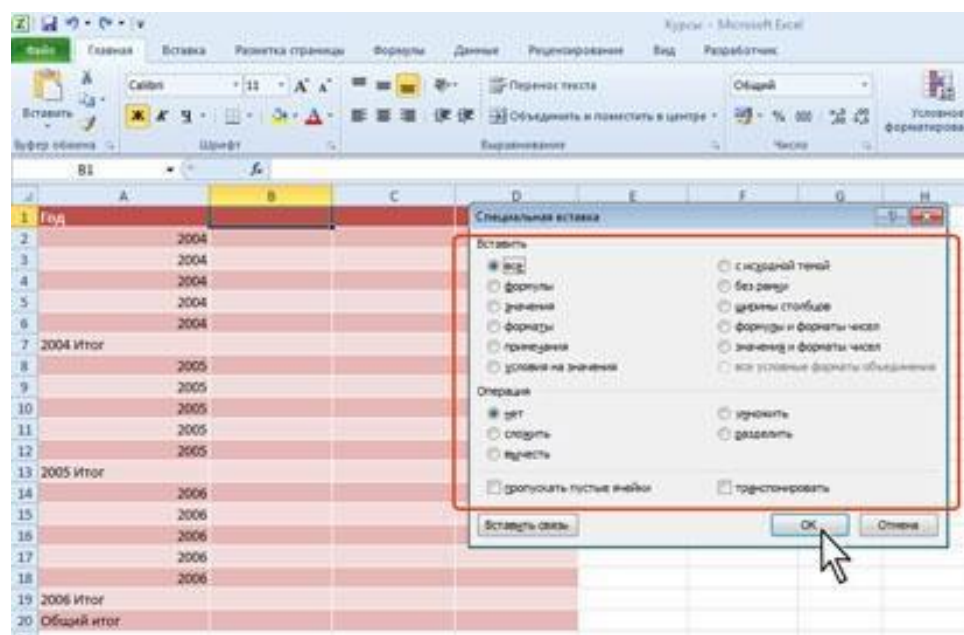 Курсы - Microsoft Excel
Файл Главная Вставка Разметка страницы Формулы Данные Рецензирование Вид Разработчик
Calibri 11 Перенос текста Общий
Вставить Ж К Ч Объединить и поместить в центре % 000 Условное
форматирова
Буфер обмена Шрифт Выравнивание Число
B1 fx
A B C D E F G H
1 Год
2 2004
3 2004
4 2004
5 2004
6 2004
7 2004 Итог
8 2005
9 2005
10 2005
11 2005
12 2005
13 2005 Итог
14 2006
15 2006
16 2006
17 2006
18 2006
19 2006 Итог
20 Общий итог
Специальная вставка
Вставить
все с исходной темой
формулы без рамки
значения ширины столбцов
форматы формулы и форматы чисел
примечания значения и форматы чисел
условия на значения все условные форматы объединения
Операция
нет умножить
сложить разделить
вычесть
пропускать пустые ячейки транспонировать
Вставить связь ОК Отмена